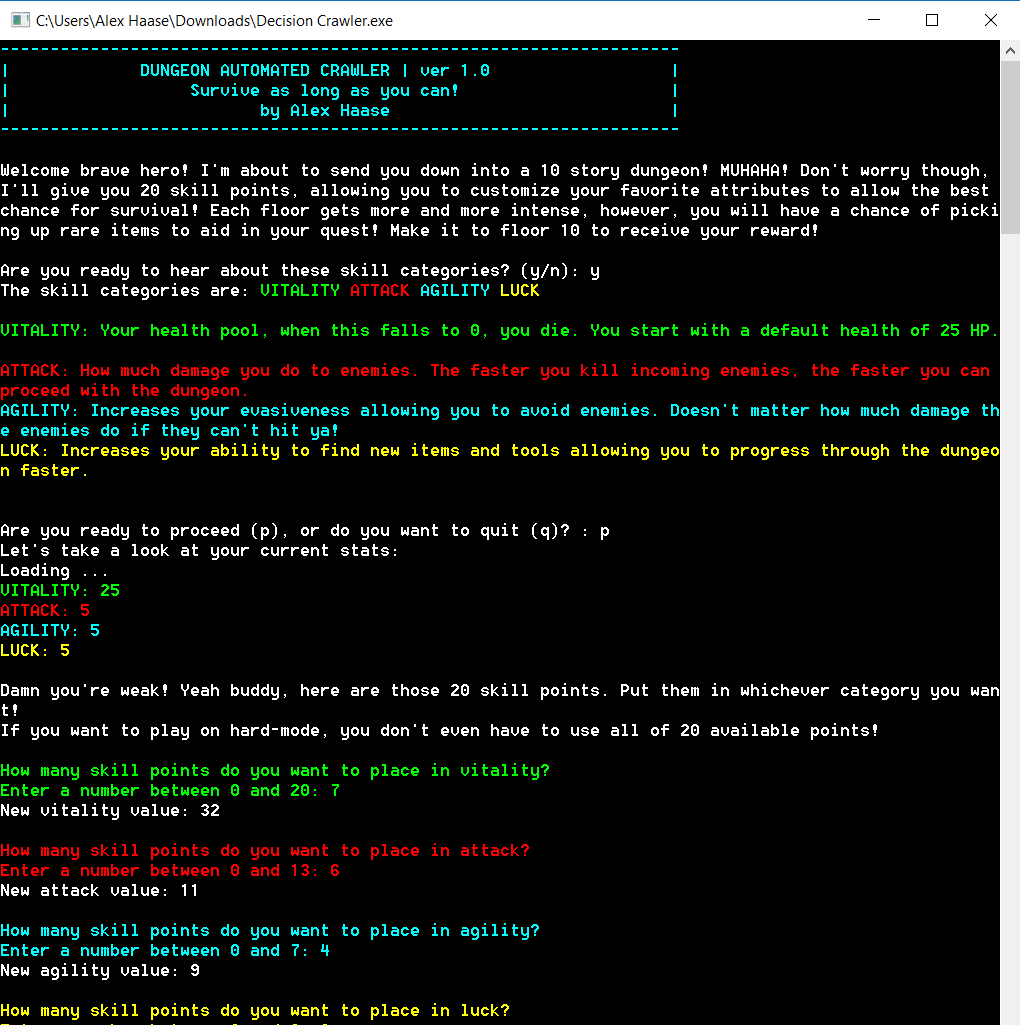 C:\Users\Alex Haase\Downloads\Decision Crawler.exe
--------------------------------------------------------------------
| DUNGEON AUTOMATED CRAWLER | ver 1.0 |
| Survive as long as you can! |
| by Alex Haase |
--------------------------------------------------------------------
Welcome brave hero! I'm about to send you down into a 10 story dungeon! MUHAHA! Don't worry though,
I'll give you 20 skill points, allowing you to customize your favorite attributes to allow the best
chance for survival! Each floor gets more and more intense, however, you will have a chance of picki
ng up rare items to aid in your quest! Make it to floor 10 to receive your reward!
Are you ready to hear about these skill categories? (y/n): y
The skill categories are: VITALITY ATTACK AGILITY LUCK
VITALITY: Your health pool, when this falls to 0, you die. You start with a default health of 25 HP.
ATTACK: How much damage you do to enemies. The faster you kill incoming enemies, the faster you can
proceed with the dungeon.
AGILITY: Increases your evasiveness allowing you to avoid enemies. Doesn't matter how much damage th
e enemies do if they can't hit ya!
LUCK: Increases your ability to find new items and tools allowing you to progress through the dungeo
n faster.
Are you ready to proceed (p), or do you want to quit (q)? : p
Let's take a look at your current stats:
Loading ...
VITALITY: 25
ATTACK: 5
AGILITY: 5
LUCK: 5
Damn you're weak! Yeah buddy, here are those 20 skill points. Put them in whichever category you wan
t!
If you want to play on hard-mode, you don't even have to use all of 20 available points!
How many skill points do you want to place in vitality?
Enter a number between 0 and 20: 7
New vitality value: 32
How many skill points do you want to place in attack?
Enter a number between 0 and 13: 6
New attack value: 11
How many skill points do you want to place in agility?
Enter a number between 0 and 7: 4
New agility value: 9
How many skill points do you want to place in luck?